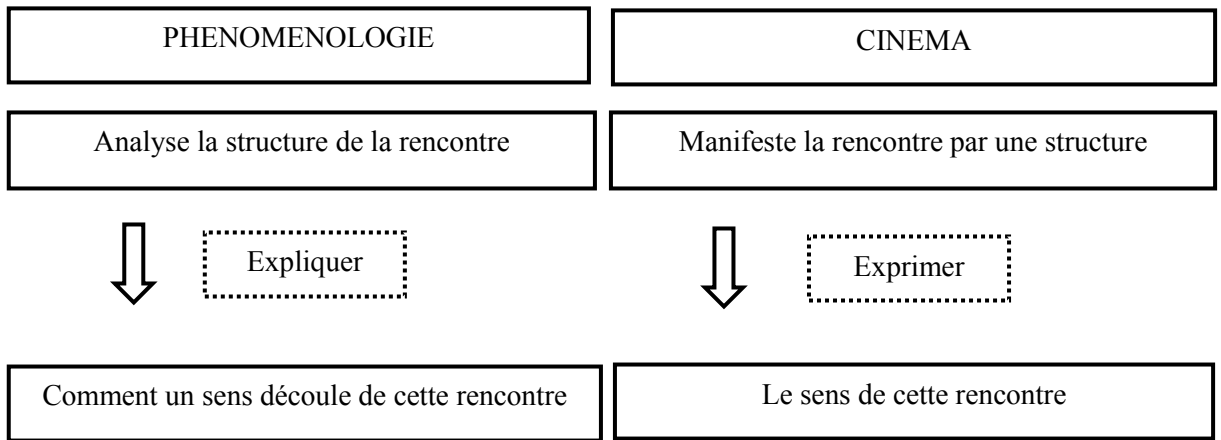 PHENOMENOLOGIE
CINEMA
Analyse la structure de la rencontre
Manifeste la rencontre par une structure
Expliquer
Exprimer
Comment un sens découle de cette rencontre
Le sens de cette rencontre